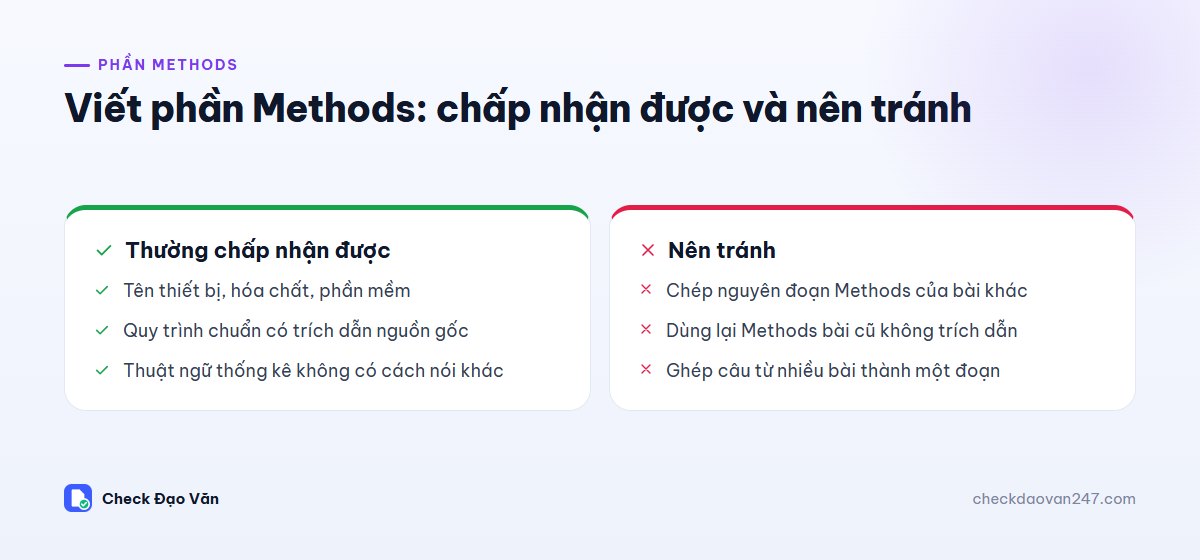 PHẦN METHODS
Viết phần Methods: chấp nhận được và nên tránh
Thường chấp nhận được
Tên thiết bị, hóa chất, phần mềm
Quy trình chuẩn có trích dẫn nguồn gốc
Thuật ngữ thống kê không có cách nói khác
Nên tránh
Chép nguyên đoạn Methods của bài khác
Dùng lại Methods bài cũ không trích dẫn
Ghép câu từ nhiều bài thành một đoạn
Check Đạo Văn
checkdaovan247.com